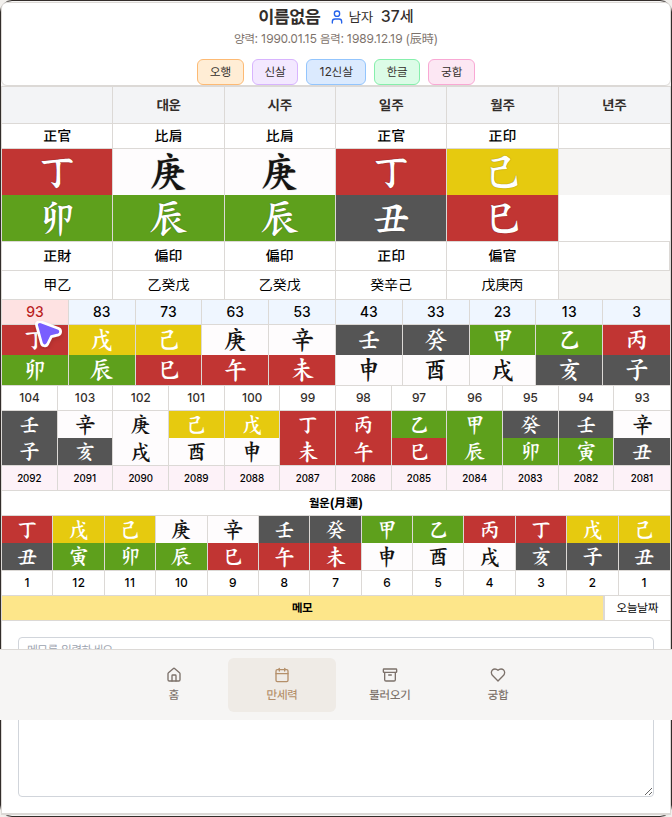 이름없음 남자 37세
양력: 1990.01.15 음력: 1989.12.19 (辰時)
오행 신살 12신살 한글 궁합
대운 시주 일주 월주 년주
正官 比肩 比肩 正官 正印
丁 庚 庚 丁 己
卯 辰 辰 丑 巳
正財 偏印 偏印 正印 偏官
甲乙 乙癸戊 乙癸戊 癸辛己 戊庚丙
93 83 73 63 53 43 33 23 13 3
丁 戊 己 庚 辛 壬 癸 甲 乙 丙
卯 辰 巳 午 未 申 酉 戌 亥 子
104 103 102 101 100 99 98 97 96 95 94 93
壬 辛 庚 己 戊 丁 丙 乙 甲 癸 壬 辛
子 亥 戌 酉 申 未 午 巳 辰 卯 寅 丑
2092 2091 2090 2089 2088 2087 2086 2085 2084 2083 2082 2081
월운(月運)
丁 戊 己 庚 辛 壬 癸 甲 乙 丙 丁 戊 己
丑 寅 卯 辰 巳 午 未 申 酉 戌 亥 子 丑
1 12 11 10 9 8 7 6 5 4 3 2 1
메모 오늘날짜
메모를 입력하세요
홈 만세력 불러오기 궁합